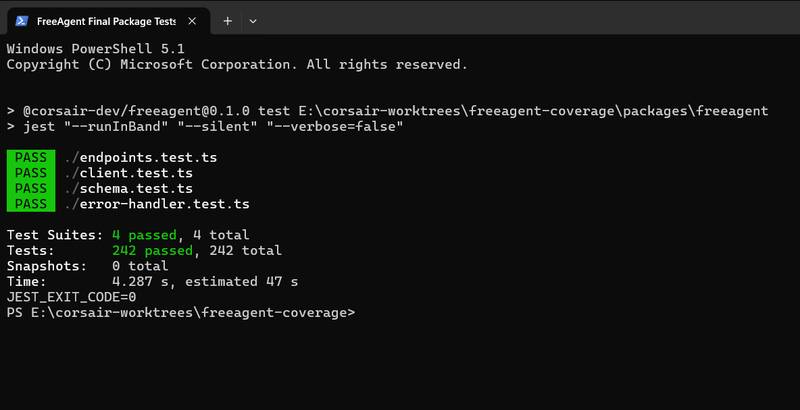 FreeAgent Final Package Tests
Windows PowerShell 5.1
Copyright (C) Microsoft Corporation. All rights reserved.
> @corsair-dev/freeagent@0.1.0 test E:\corsair-worktrees\freeagent-coverage\packages\freeagent
> jest "--runInBand" "--silent" "--verbose=false"
PASS ./endpoints.test.ts
PASS ./client.test.ts
PASS ./schema.test.ts
PASS ./error-handler.test.ts
Test Suites: 4 passed, 4 total
Tests: 242 passed, 242 total
Snapshots: 0 total
Time: 4.287 s, estimated 47 s
JEST_EXIT_CODE=0
PS E:\corsair-worktrees\freeagent-coverage>